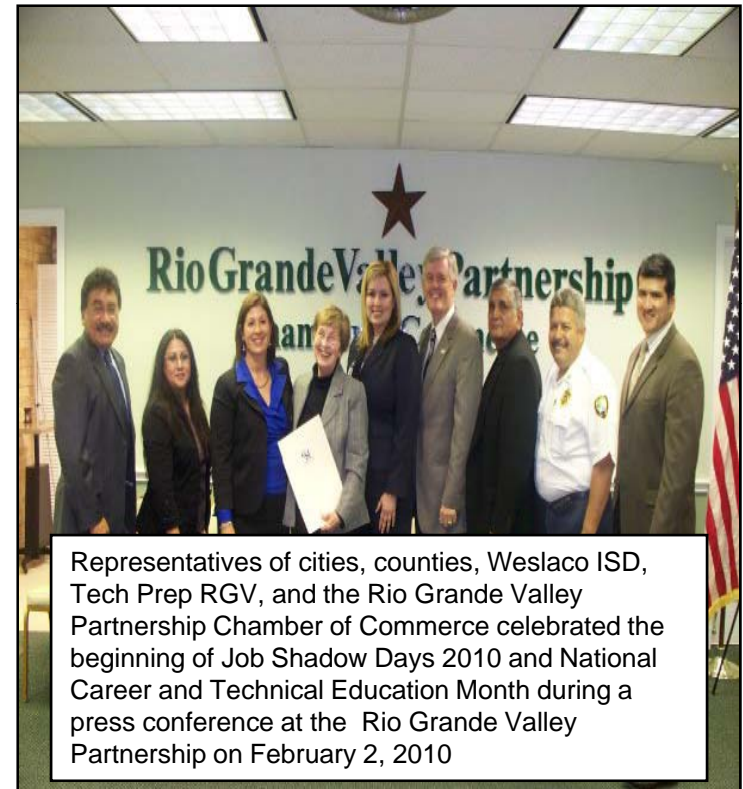 Rio Grande Valley Partnership
Representatives of cities, counties, Weslaco ISD,
Tech Prep RGV, and the Rio Grande Valley
Partnership Chamber of Commerce celebrated the
beginning of Job Shadow Days 2010 and National
Career and Technical Education Month during a
press conference at the Rio Grande Valley
Partnership on February 2, 2010